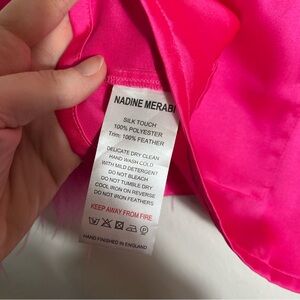 NADINE MERABI
SILK TOUCH
100% POLYESTER
Trim: 100% FEATHER
DELICATE DRY CLEAN
HAND WASH COLD
WITH MILD DETERGENT
DO NOT BLEACH
DO NOT TUMBLE DRY
COOL IRON ON REVERSE
DO NOT IRON FEATHERS
KEEP AWAY FROM FIRE
HAND FINISHED IN ENGLAND